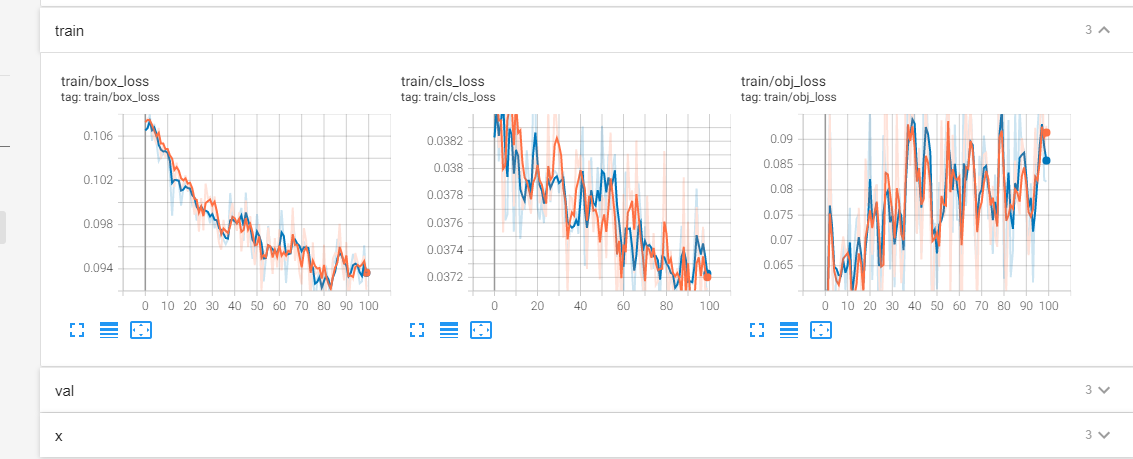 train 3
train/box_loss train/cls_loss train/obj_loss
tag: train/box_loss tag: train/cls_loss tag: train/obj_loss
0.106 0.0382 0.09
0.102 0.038 0.085
0.098 0.0378 0.08
0.094 0.0376 0.075
0.0374 0.07
0.0372 0.065
0 10 20 30 40 50 60 70 80 90 100 0 20 40 60 80 100 0 10 20 30 40 50 60 70 80 90 100
val 3
x 3